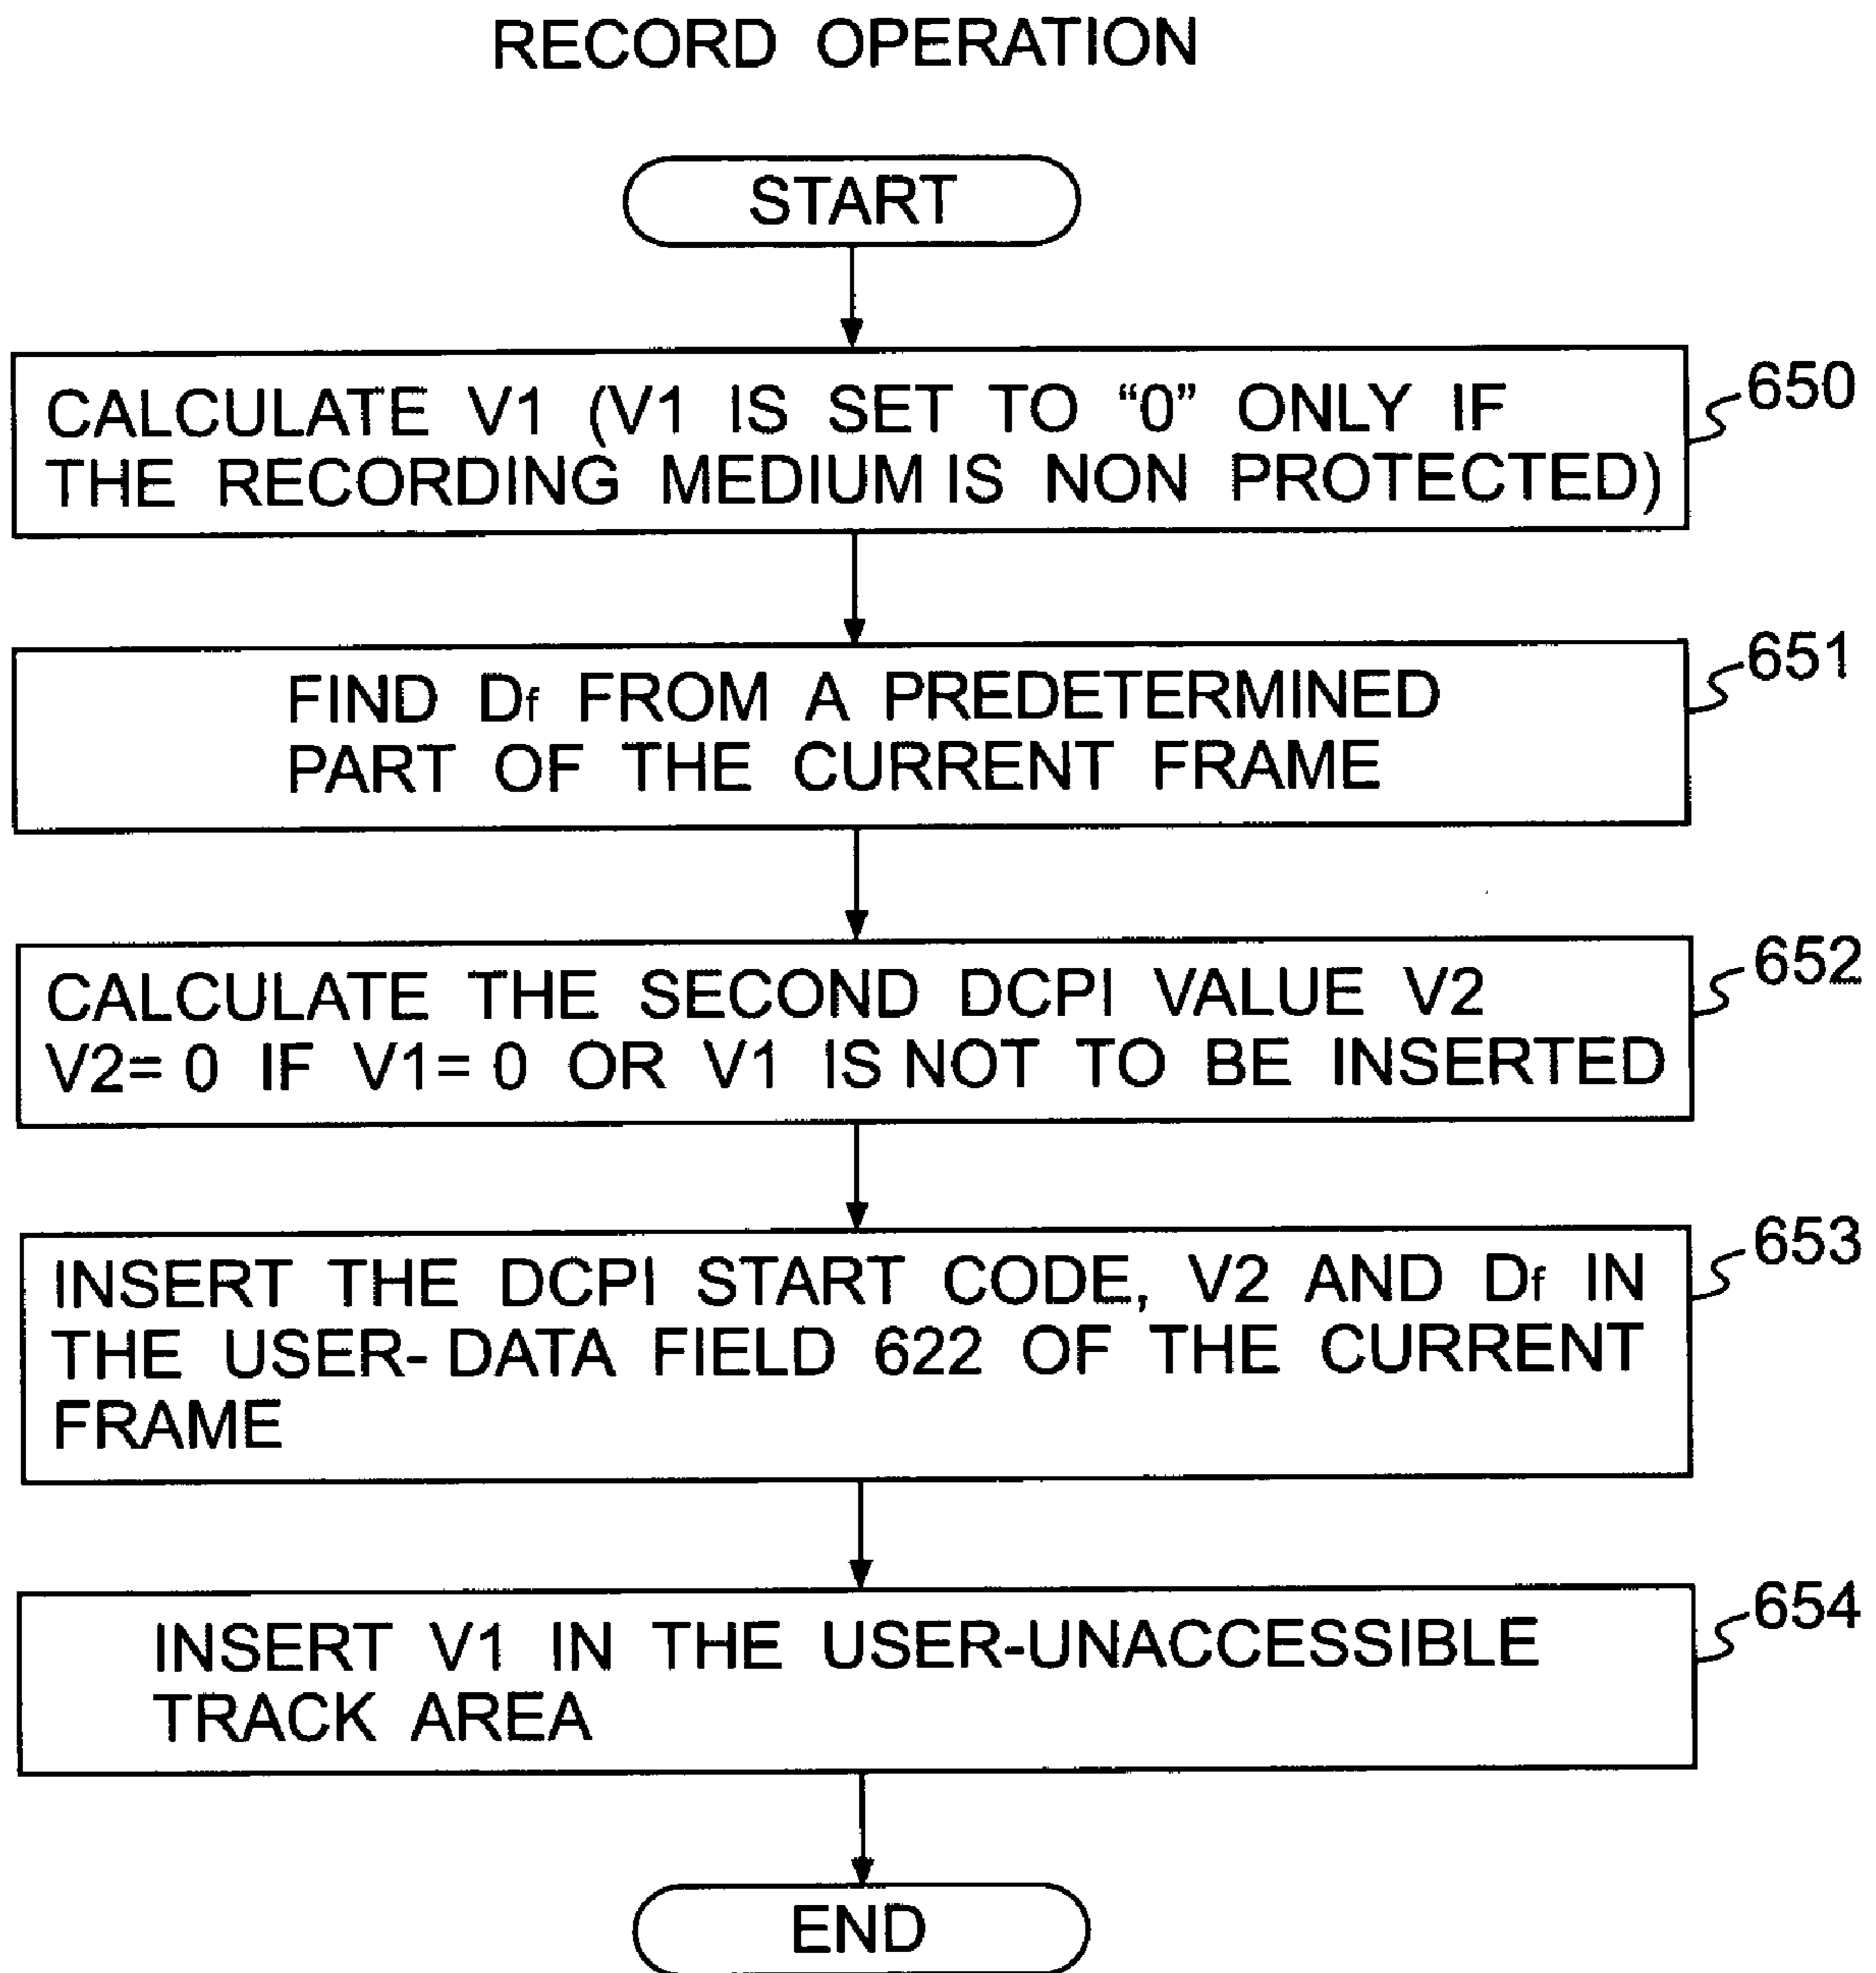 RECORD OPERATION
START
CALCULATE V1 (V1 IS SET TO “0” ONLY IF
THE RECORDING MEDIUM IS NON PROTECTED)
650
FIND Df FROM A PREDETERMINED
PART OF THE CURRENT FRAME
651
CALCULATE THE SECOND DCPI VALUE V2
V2= 0 IF V1= 0 OR V1 IS NOT TO BE INSERTED
652
INSERT THE DCPI START CODE, V2 AND Df IN
THE USER- DATA FIELD 622 OF THE CURRENT
FRAME
653
INSERT V1 IN THE USER-UNACCESSIBLE
TRACK AREA
654
END